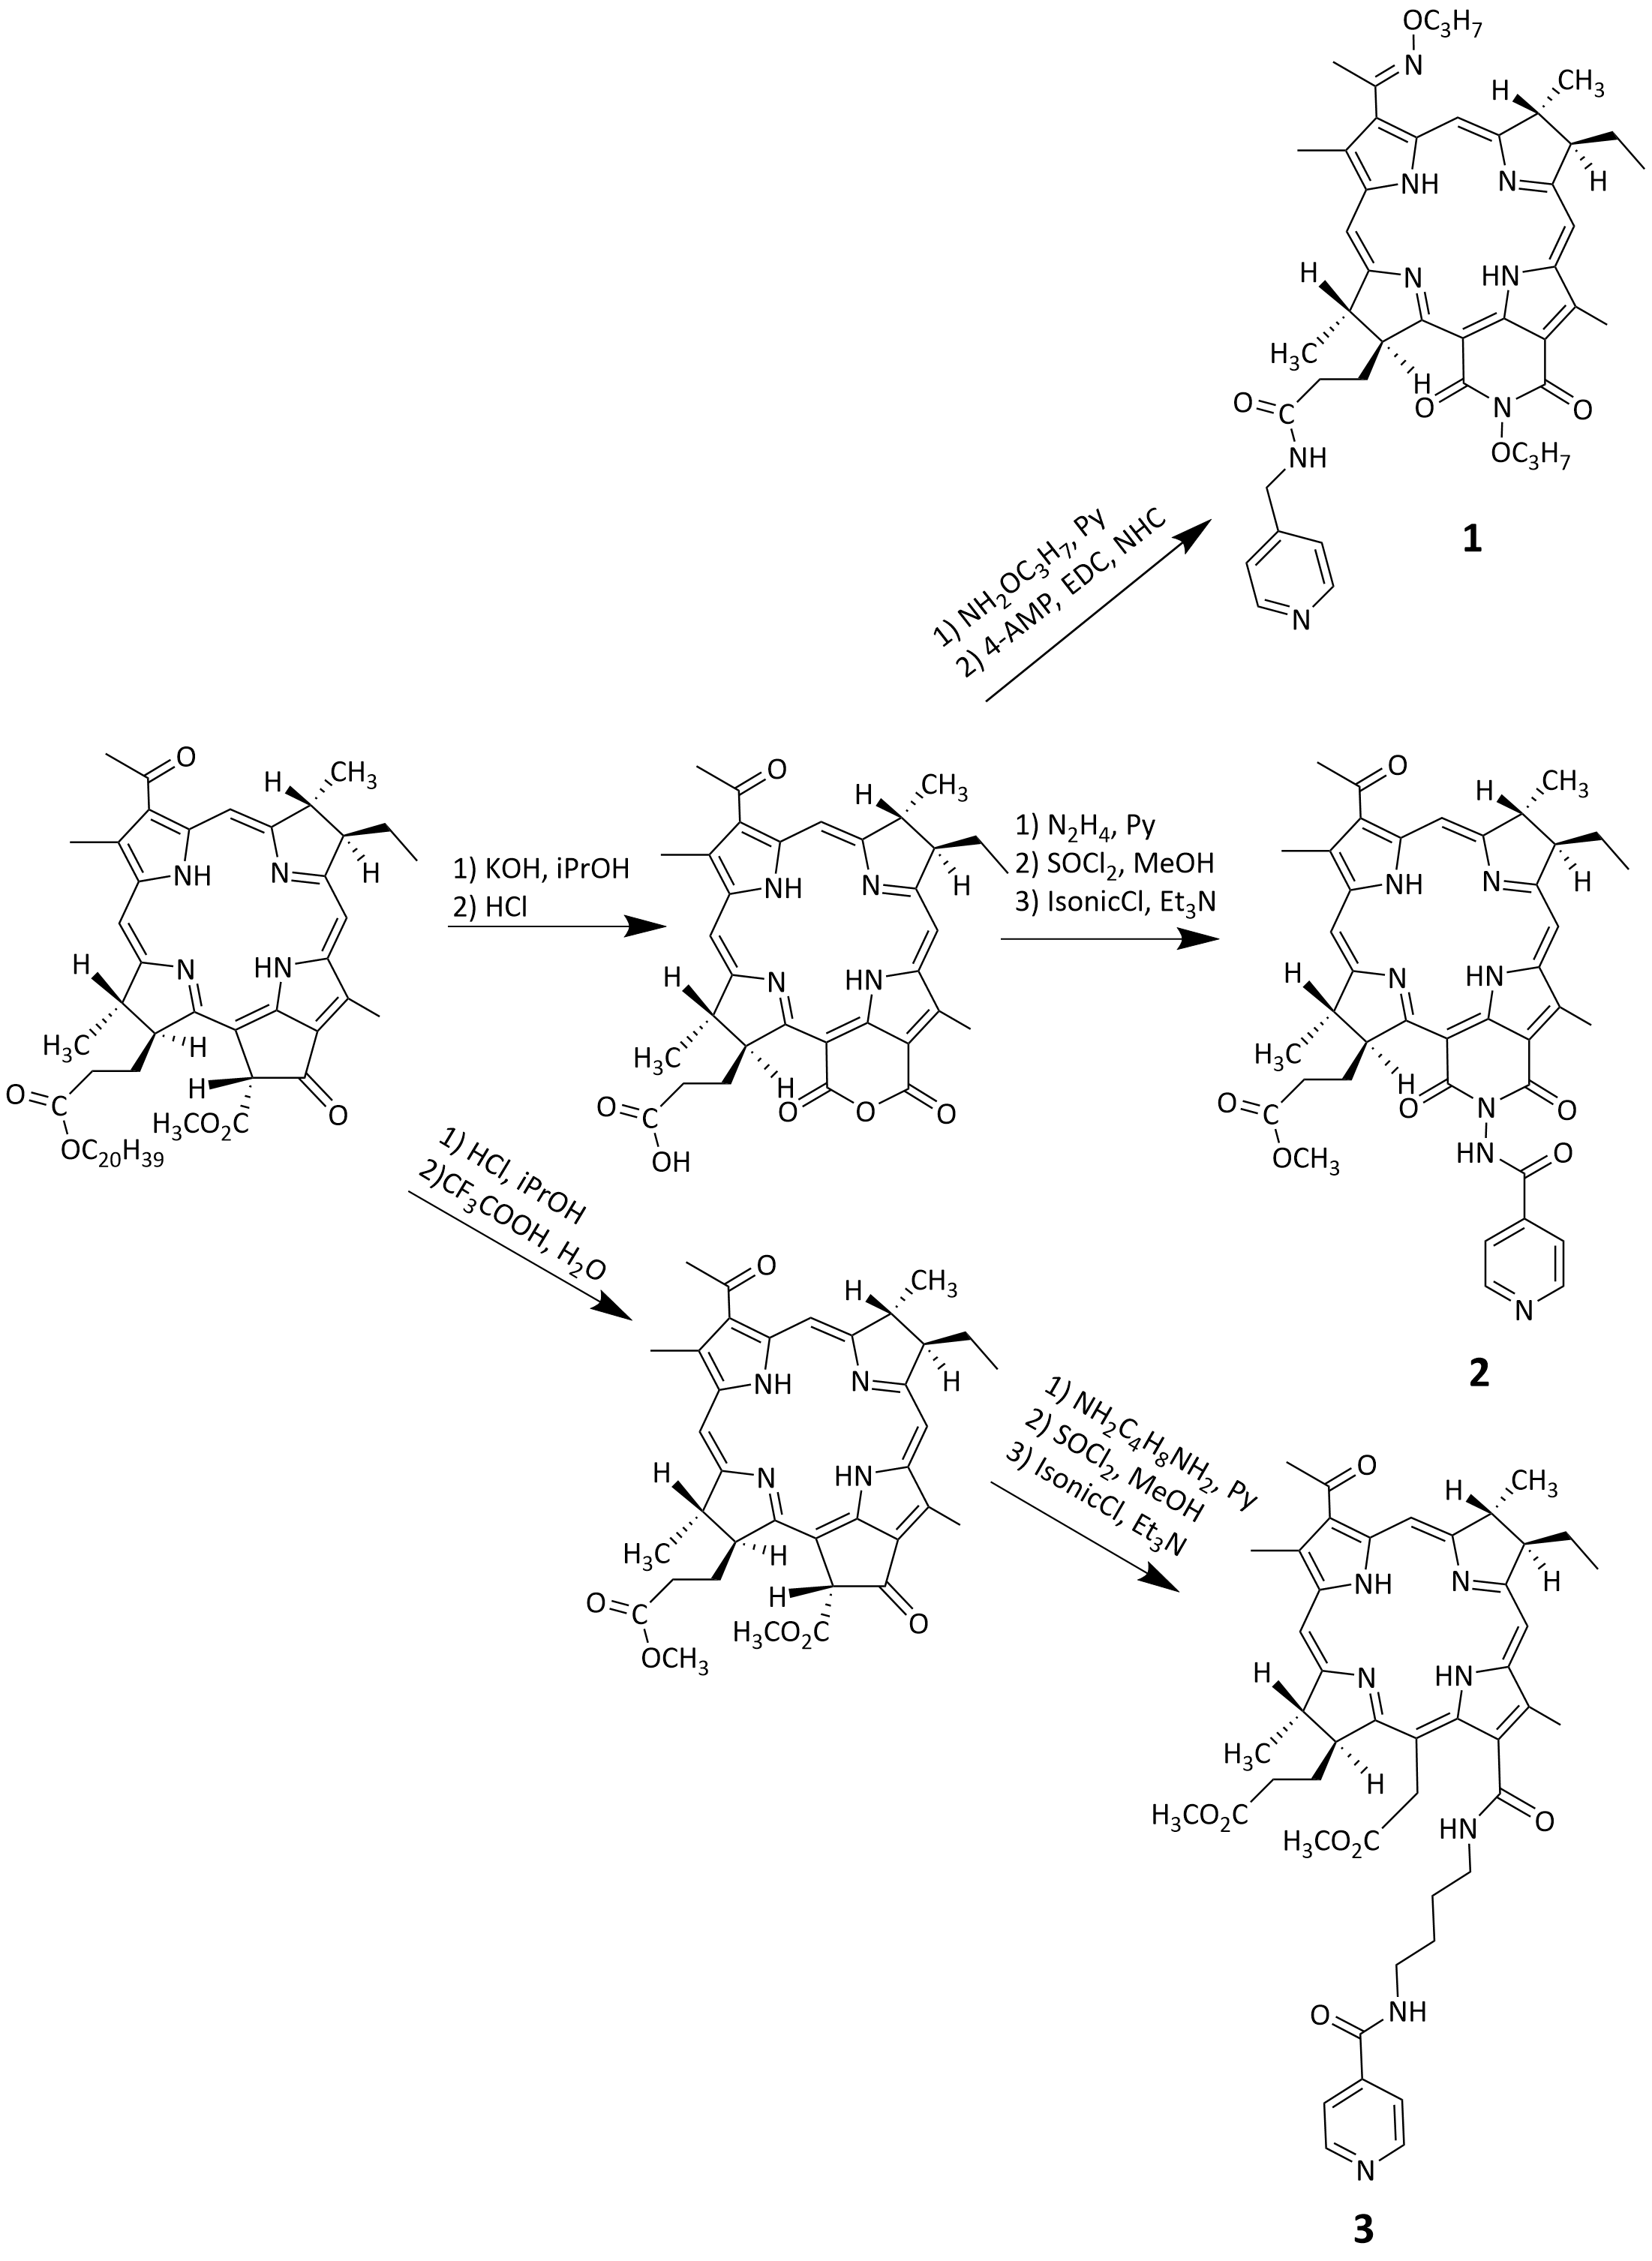 OC3H7
N
H
CH3
NH
N
H
H
N
HN
H3C
H
O
C
O
N
O
NH
OC3H7
1) NH2OC3H7, Py
2) 4-AMP, EDC, NHC
1
N
O
H
CH3
NH
N
H
H
N
HN
H3C
H
H
O
C
H3CO2C
O
OC20H39
1) KOH, iPrOH
2) HCl
O
H
CH3
NH
N
H
H
N
HN
H3C
H
O
O
O
O
C
OH
1) N2H4, Py
2) SOCl2, MeOH
3) IsonicCl, Et3N
O
H
CH3
NH
N
H
H
N
HN
H3C
H
O
C
O
N
O
OCH3
HN
O
N
2
1) HCl, iPrOH
2)CF3COOH, H2O
O
H
CH3
NH
N
H
H
N
HN
H3C
H
H
O
C
H3CO2C
O
OCH3
1) NH2C4H8NH2, Py
2) SOCl2, MeOH
3) IsonicCl, Et3N
O
H
CH3
NH
N
H
H
N
HN
H3C
H
H3CO2C
H3CO2C
HN
O
O
NH
N
3